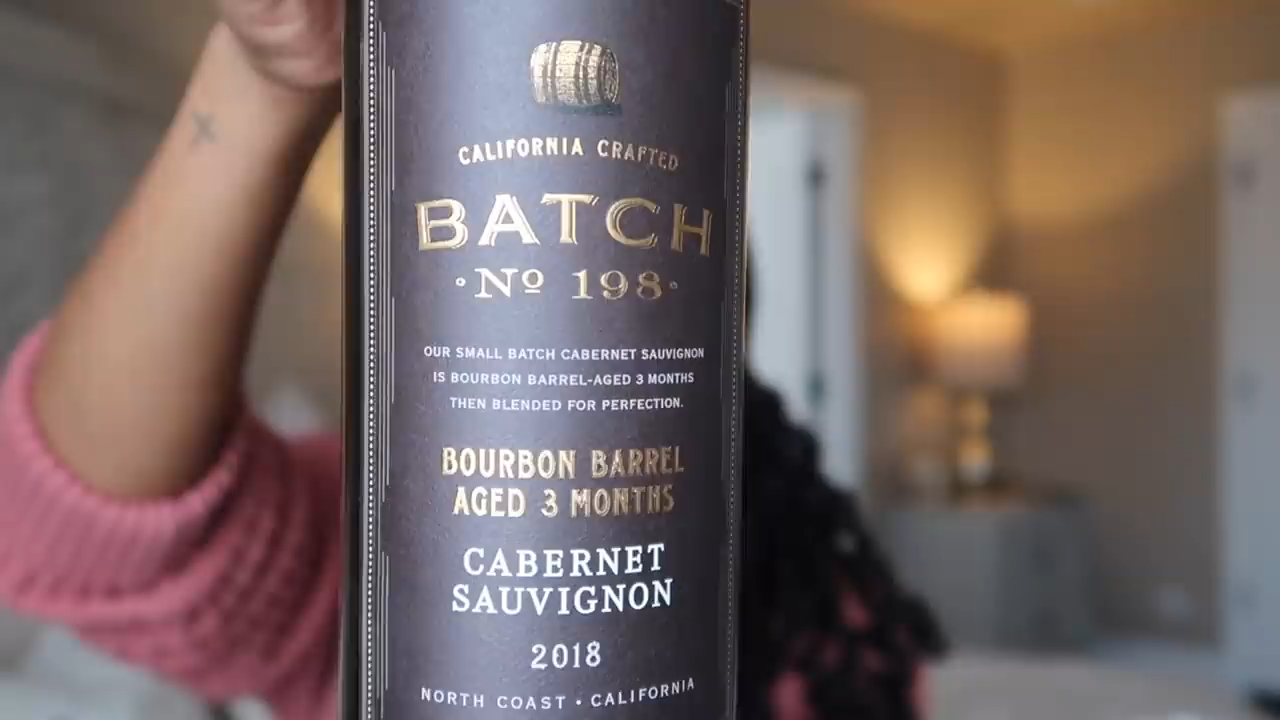 CALIFORNIA CRAFTED
BATCH
·Nº 198·
OUR SMALL BATCH CABERNET SAUVIGNON
IS BOURBON BARREL-AGED 3 MONTHS
THEN BLENDED FOR PERFECTION.
BOURBON BARREL
AGED 3 MONTHS
CABERNET
SAUVIGNON
2018
NORTH COAST • CALIFORNIA